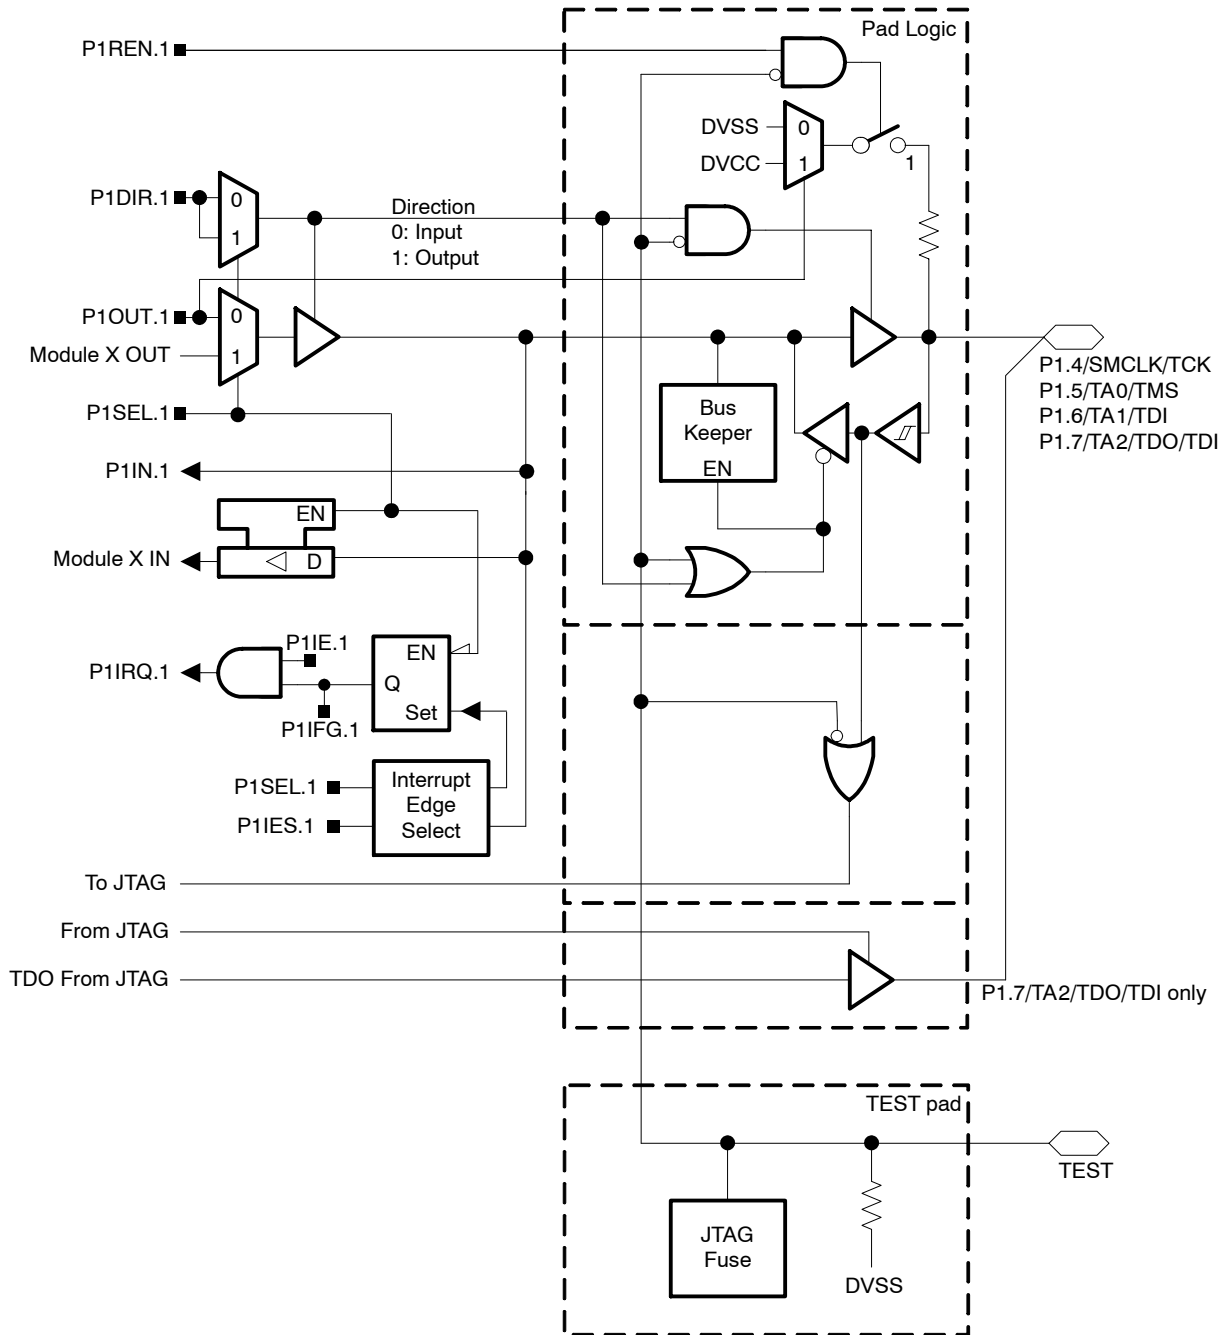 Pad Logic
P1REN.1
DVSS
0
DVCC
1
1
P1DIR.1
0
1
Direction
0: Input
1: Output
P1OUT.1
0
Module X OUT
1
P1.4/SMCLK/TCK
P1.5/TA0/TMS
P1.6/TA1/TDI
P1.7/TA2/TDO/TDI
P1SEL.1
Bus
Keeper
EN
P1IN.1
EN
Module X IN
D
P1IE.1
EN
P1IRQ.1
Q
Set
P1IFG.1
P1SEL.1
Interrupt
Edge
Select
P1IES.1
To JTAG
From JTAG
TDO From JTAG
P1.7/TA2/TDO/TDI only
TEST pad
TEST
JTAG
Fuse
DVSS